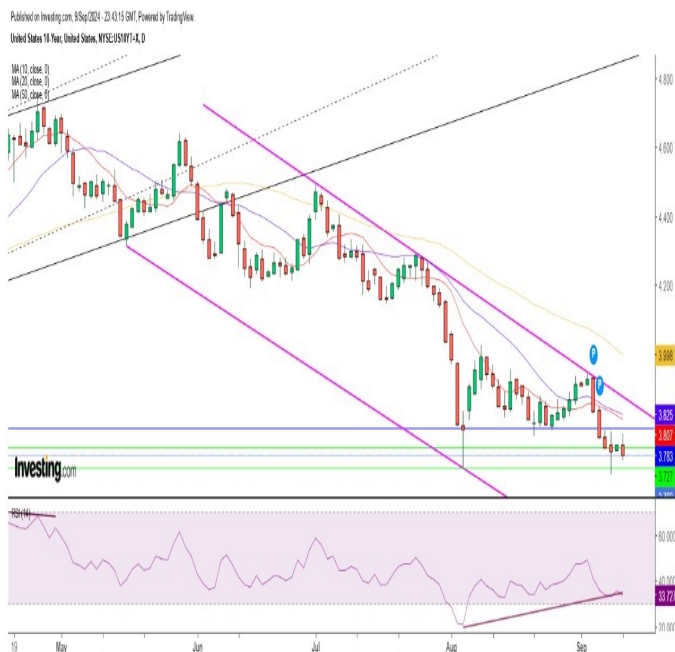 Published on Investing.com, 9/Sep/2024 - 23:43:15 GMT, Powered by TradingView.
United States 10-Year, United States, NYSE:US10YT=X, D
MA (10, close, 0)
MA (20, close, 0)
MA (50, close, 0)
4.800
4.600
4.400
4.200
3.998
P
P
3.825
3.807
3.783
3.727
Investing.com
RSI (14)
60.000
40.000
33.727
20.000
19 May Jun Jul Aug Sep